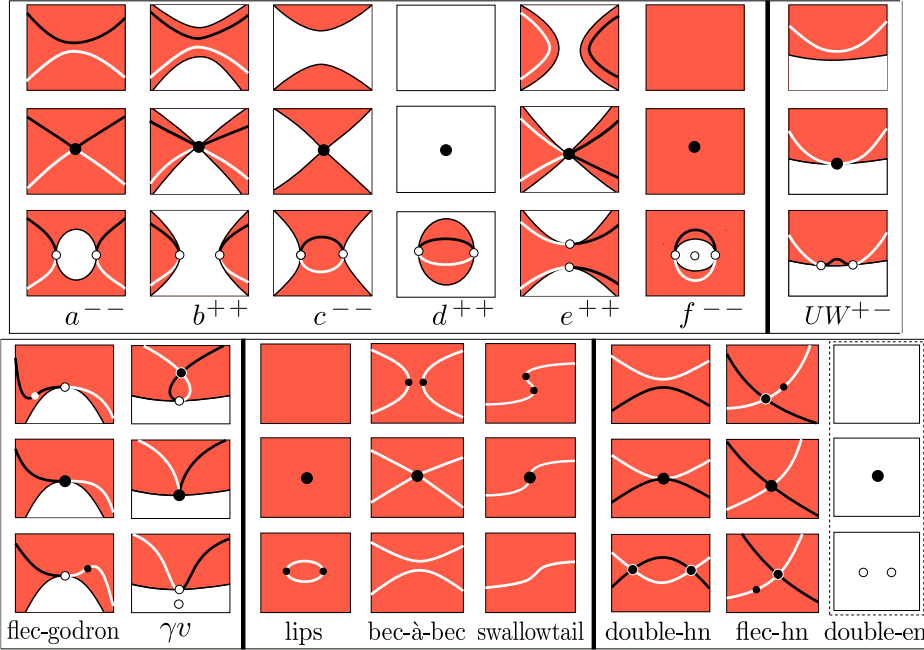 a−− b++ c−− d++ e++ f−− UW+−
flec-godron γv lips bec-à-bec swallowtail double-hn flec-hn double-en